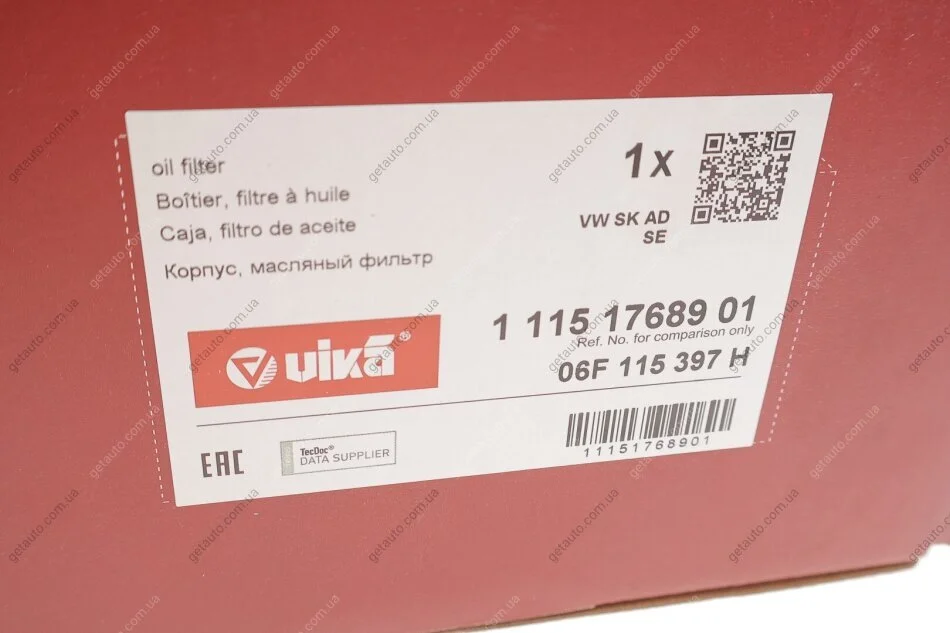 oil filter
Boîtier, filtre à huile
Caja, filtro de aceite
Корпус, масляный фильтр
1x
VW SK AD
SE
vika®
1 115 17689 01
Ref. No. for comparison only
06F 115 397 H
EAC
TecDoc®
DATA SUPPLIER
11151768901
getauto.com.ua